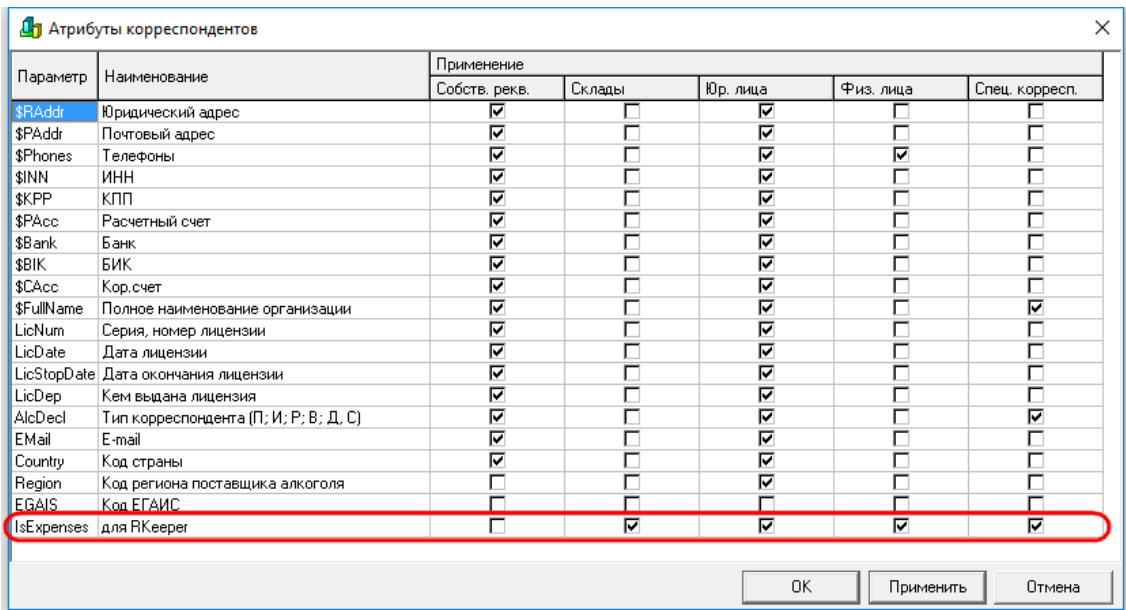 Атрибуты корреспондентов
Параметр Наименование Применение
Собств. рекв. Склады Юр. лица Физ. лица Спец. корресп.
$RAddr Юридический адрес
$PAddr Почтовый адрес
$Phones Телефоны
$INN ИНН
$KPP КПП
$PAcc Расчетный счет
$Bank Банк
$BIK БИК
$CAcc Кор.счет
$FullName Полное наименование организации
LicNum Серия, номер лицензии
LicDate Дата лицензии
LicStopDate Дата окончания лицензии
LicDep Кем выдана лицензия
AlcDecl Тип корреспондента (П; И; Р; В; Д, С)
EMail E-mail
Country Код страны
Region Код региона поставщика алкоголя
EGAIS Код ЕГАИС
IsExpenses для RKeeper
OK Применить Отмена